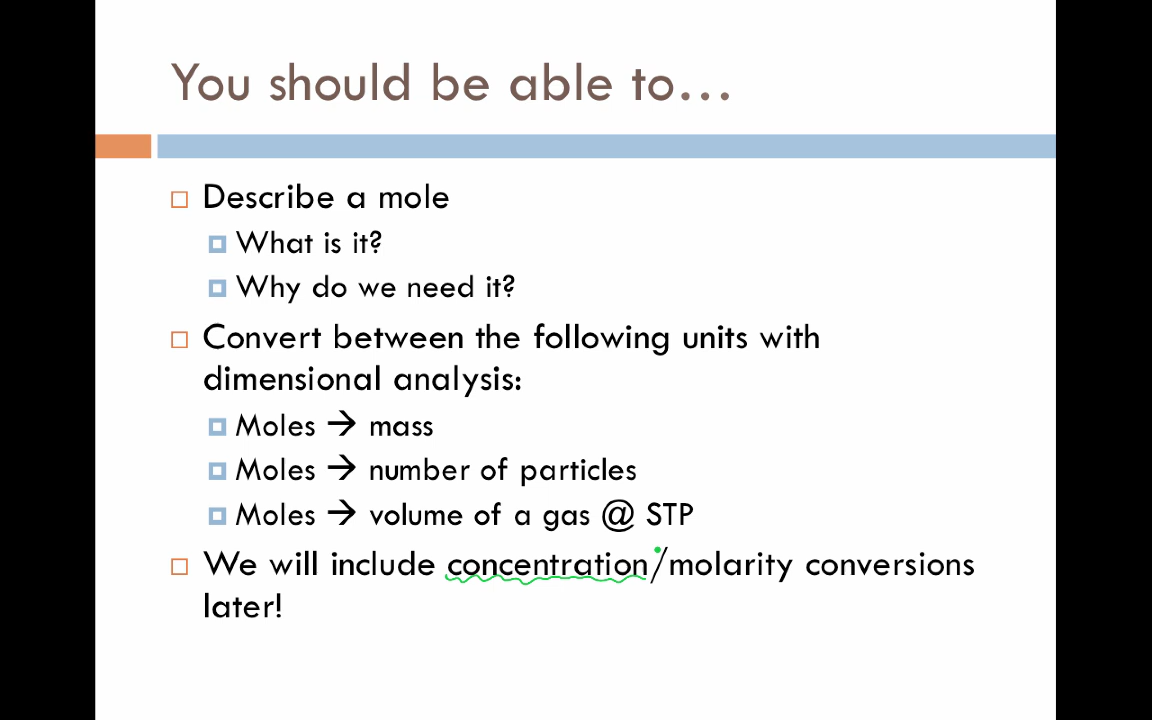 You should be able to...
Describe a mole
What is it?
Why do we need it?
Convert between the following units with
dimensional analysis:
Moles → mass
Moles → number of particles
Moles → volume of a gas @ STP
We will include concentration/molarity conversions
later!